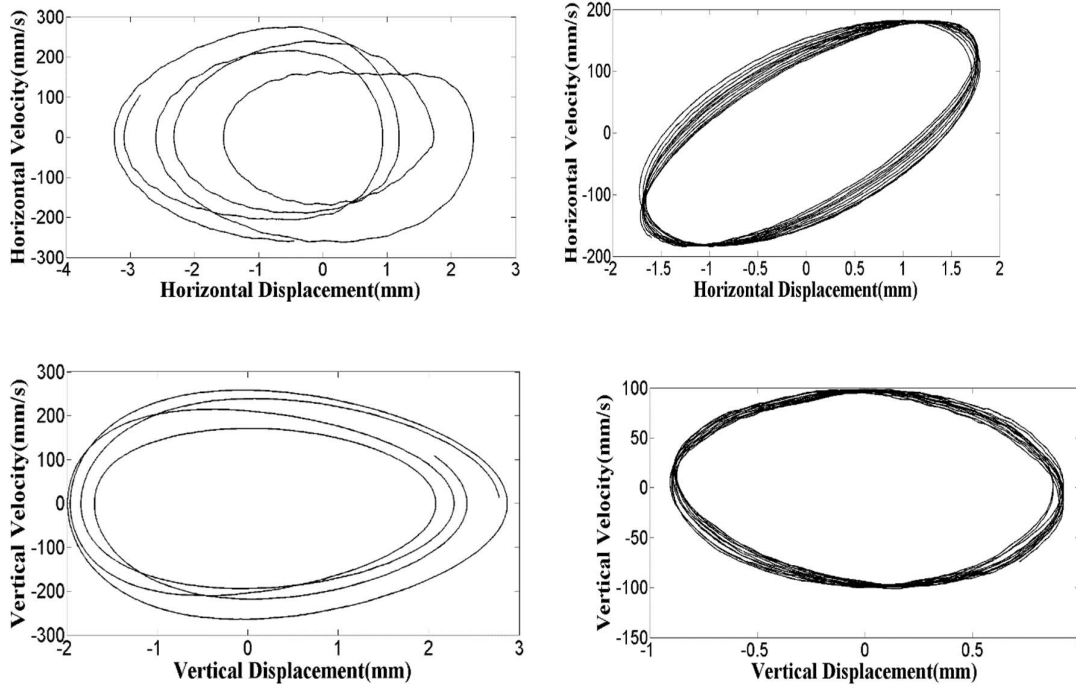 300
200
100
0
-100
-200
-300
-4 -3 -2 -1 0 1 2 3
Horizontal Velocity(mm/s)
Horizontal Displacement(mm)
200
100
0
-100
-200
-2 -1.5 -1 -0.5 0 0.5 1 1.5 2
Horizontal Velocity(mm/s)
Horizontal Displacement(mm)
300
200
100
0
-100
-200
-300
-2 -1 0 1 2 3
Vertical Velocity(mm/s)
Vertical Displacement(mm)
100
50
0
-50
-100
-150
-1 -0.5 0 0.5
Vertical Velocity(mm/s)
Vertical Displacement(mm)